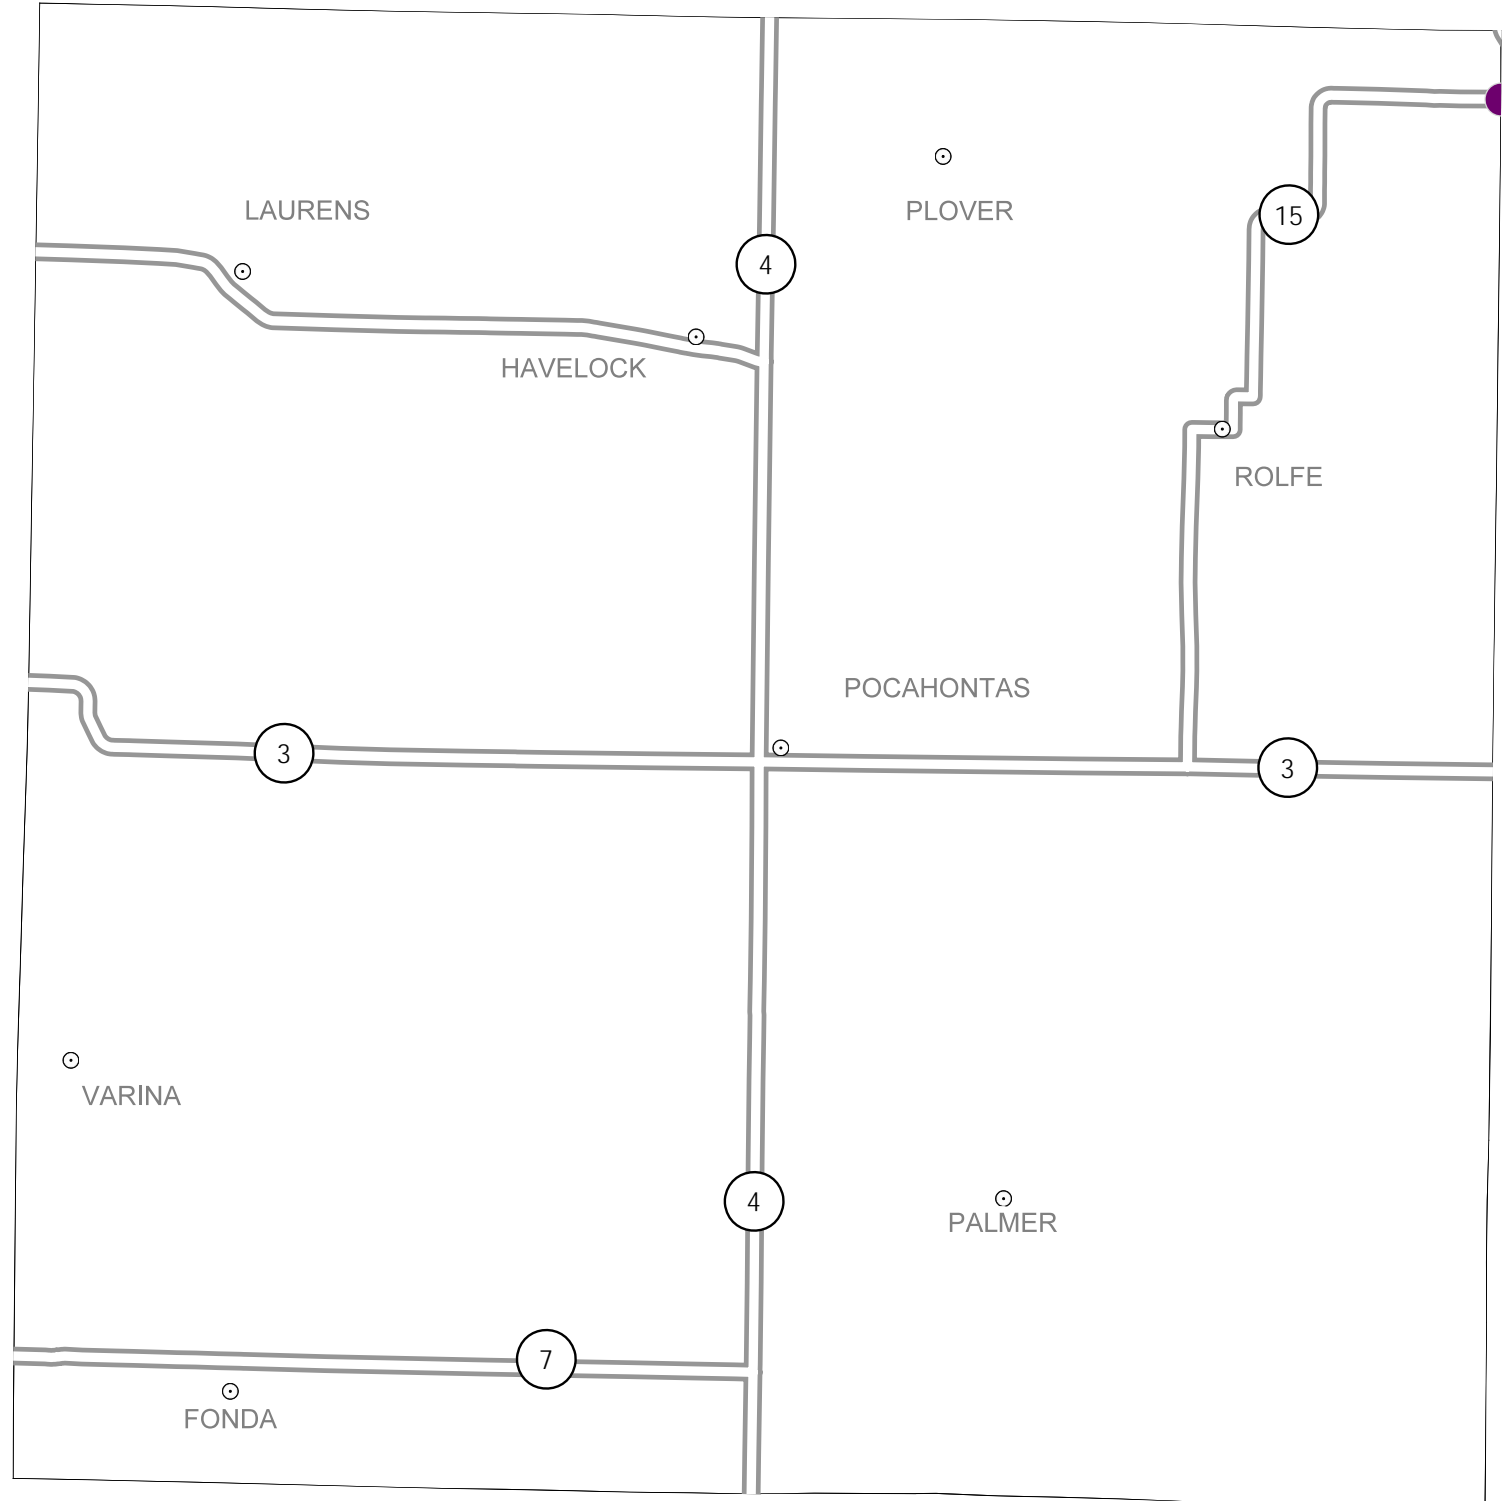 LAURENS
PLOVER
15
4
HAVELOCK
ROLFE
POCAHONTAS
3
3
VARINA
4
PALMER
7
FONDA